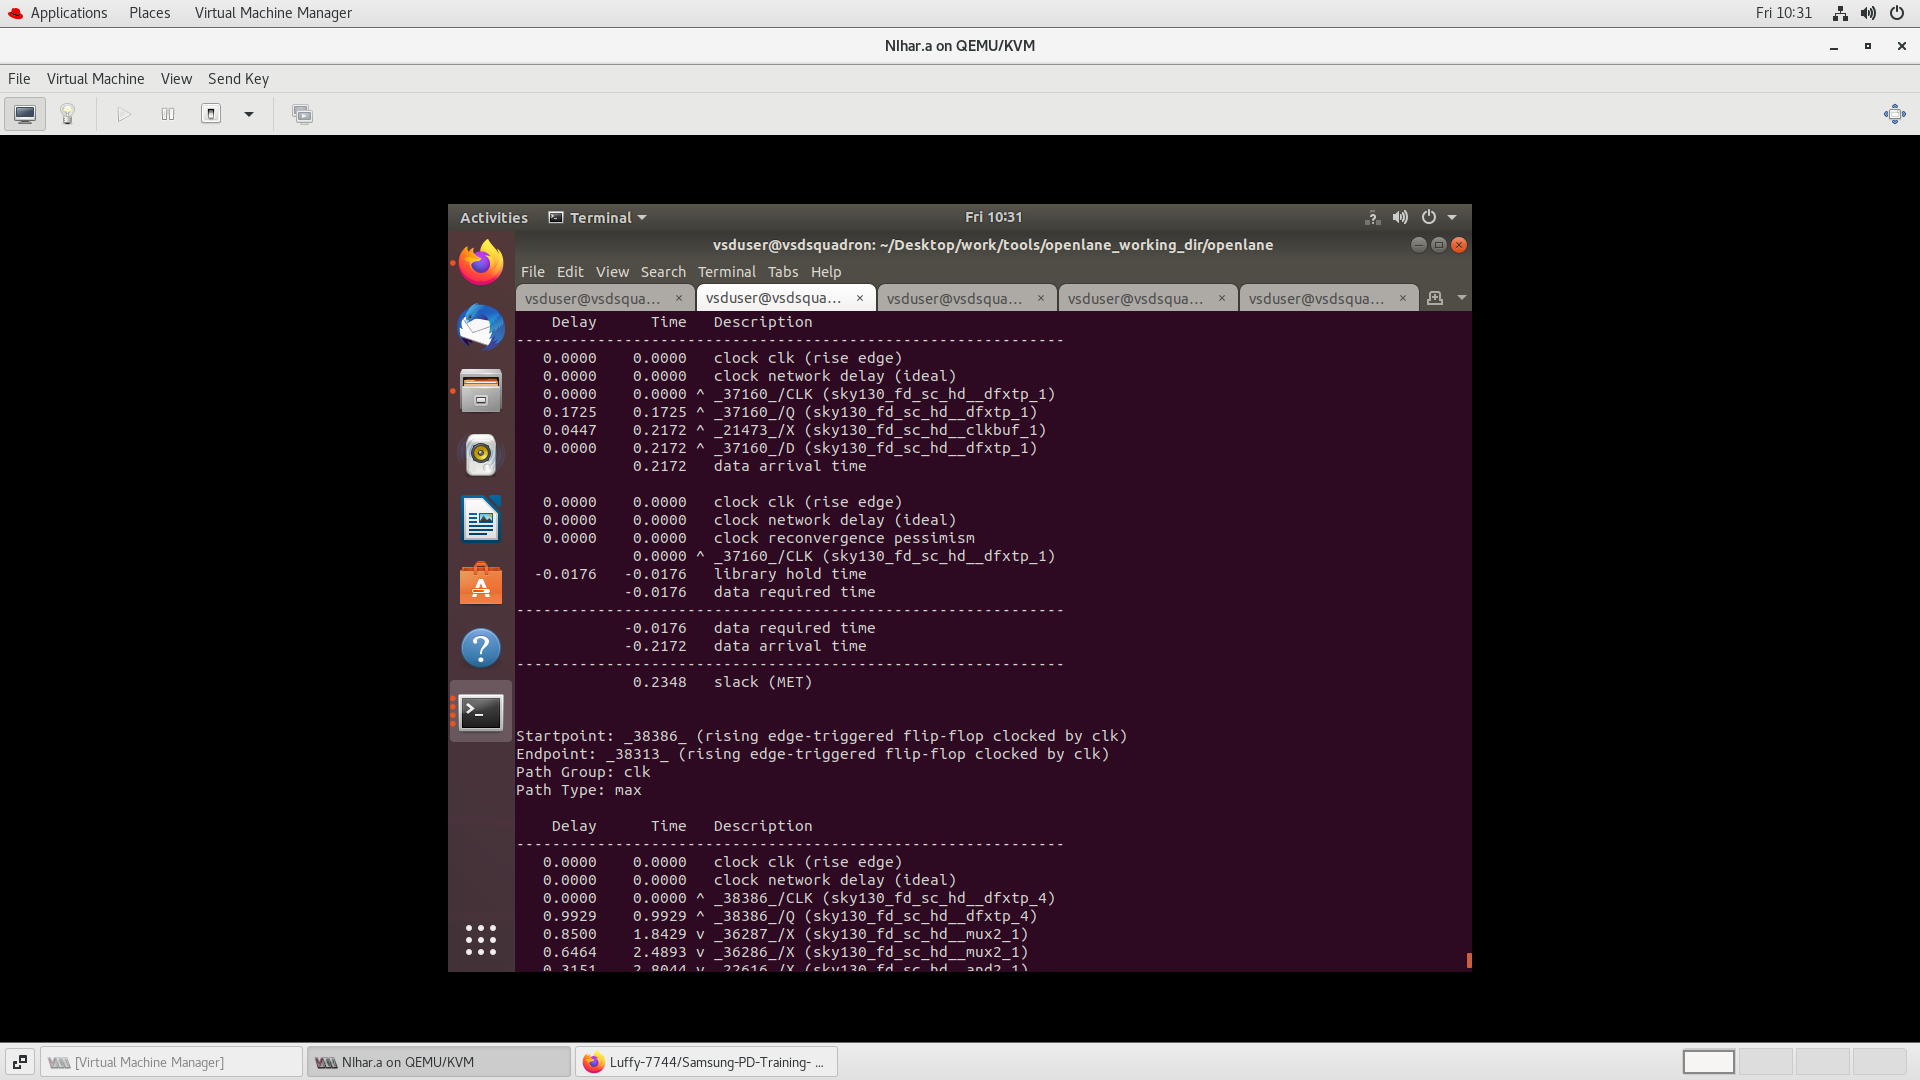 Applications Places Virtual Machine Manager Fri 10:31
NIhar.a on QEMU/KVM
File Virtual Machine View Send Key
Activities Terminal Fri 10:31
vsduser@vsdsquadron: ~/Desktop/work/tools/openlane_working_dir/openlane
File Edit View Search Terminal Tabs Help
vsduser@vsdsqua... × vsduser@vsdsqua... × vsduser@vsdsqua... × vsduser@vsdsqua... × vsduser@vsdsqua... ×
Delay Time Description
------------------------------------------------------------- 
0.0000 0.0000 clock clk (rise edge)
0.0000 0.0000 clock network delay (ideal)
0.0000 0.0000 ^ _37160_/CLK (sky130_fd_sc_hd__dfxtp_1)
0.1725 0.1725 ^ _37160_/Q (sky130_fd_sc_hd__dfxtp_1)
0.0447 0.2172 ^ _21473_/X (sky130_fd_sc_hd__clkbuf_1)
0.0000 0.2172 ^ _37160_/D (sky130_fd_sc_hd__dfxtp_1)
0.2172 data arrival time
0.0000 0.0000 clock clk (rise edge)
0.0000 0.0000 clock network delay (ideal)
0.0000 0.0000 clock reconvergence pessimism
0.0000 ^ _37160_/CLK (sky130_fd_sc_hd__dfxtp_1)
-0.0176 -0.0176 library hold time
-0.0176 data required time
-------------------------------------------------------------
-0.0176 data required time
-0.2172 data arrival time
-------------------------------------------------------------
0.2348 slack (MET)
Startpoint: _38386_ (rising edge-triggered flip-flop clocked by clk)
Endpoint: _38313_ (rising edge-triggered flip-flop clocked by clk)
Path Group: clk
Path Type: max
Delay Time Description
-------------------------------------------------------------
0.0000 0.0000 clock clk (rise edge)
0.0000 0.0000 clock network delay (ideal)
0.0000 0.0000 ^ _38386_/CLK (sky130_fd_sc_hd__dfxtp_4)
0.9929 0.9929 ^ _38386_/Q (sky130_fd_sc_hd__dfxtp_4)
0.8500 1.8429 v _36287_/X (sky130_fd_sc_hd__mux2_1)
0.6464 2.4893 v _36286_/X (sky130_fd_sc_hd__mux2_1)
0.3151 2.8044 v _22616_/X (sky130_fd_sc_hd__and2_1)
[Virtual Machine Manager] NIhar.a on QEMU/KVM Luffy-7744/Samsung-PD-Training- ...